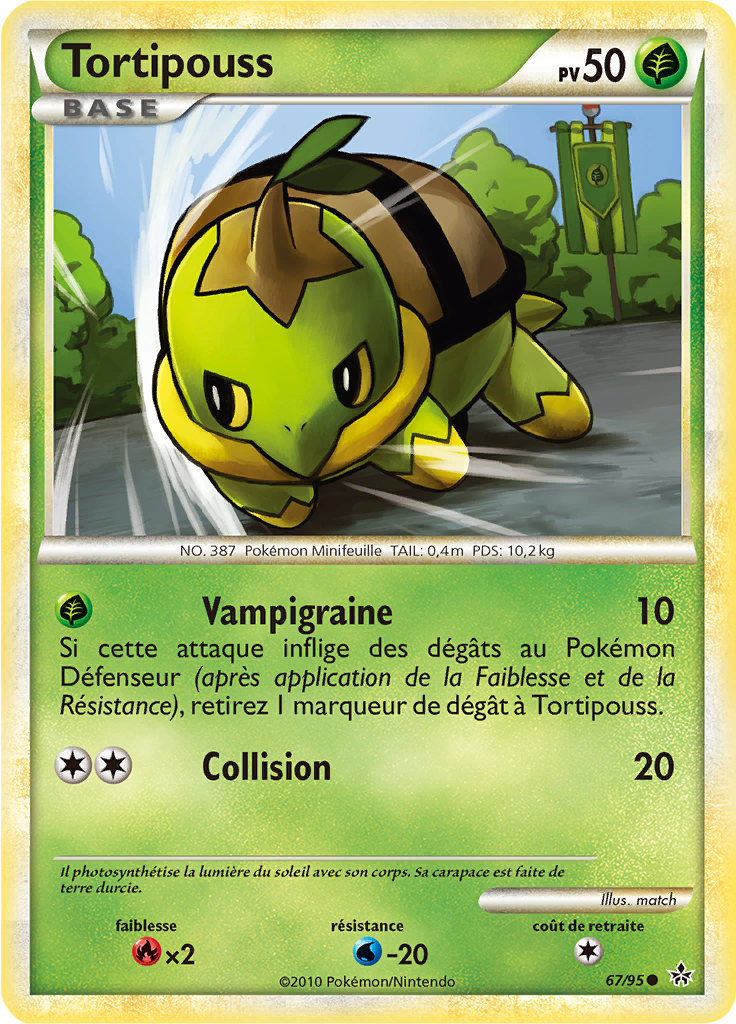 Tortipouss
PV 50
BASE
NO. 387 Pokémon Minifeuille TAIL: 0,4m PDS: 10,2kg
Vampigraine 10
Si cette attaque inflige des dégâts au Pokémon
Défenseur (après application de la Faiblesse et de la
Résistance), retirez 1 marqueur de dégât à Tortipouss.
Collision 20
Il photosynthétise la lumière du soleil avec son corps. Sa carapace est faite de
terre durcie.
Illus. match
faiblesse résistance coût de retraite
×2 -20
©2010 Pokémon/Nintendo 67/95